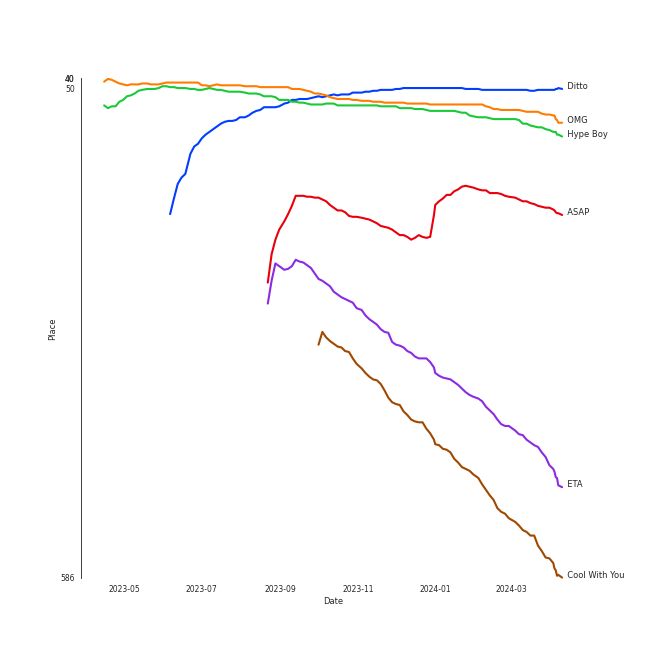 40
50
Ditto
OMG
Hype Boy
ASAP
Place
ETA
586
Cool With You
2023-05 2023-07 2023-09 2023-11 2024-01 2024-03
Date